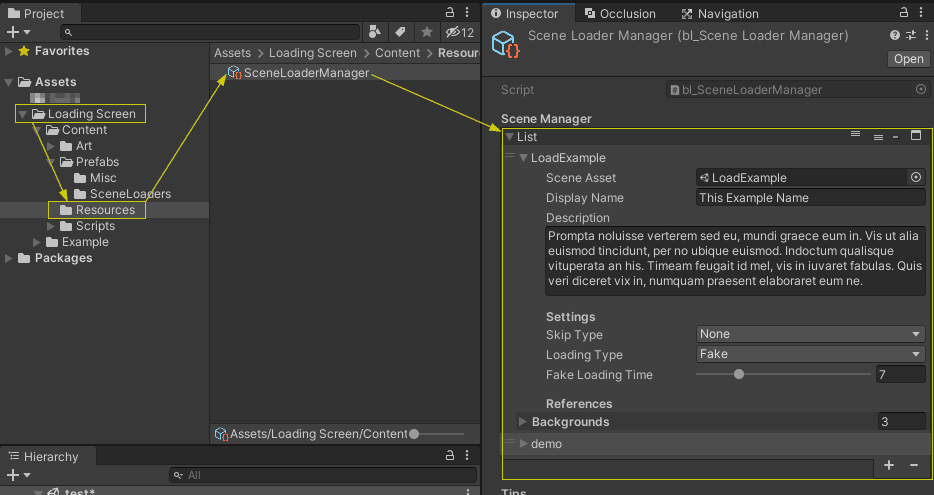 Project
12
Favorites
Assets
Loading Screen
Content
Art
Prefabs
Misc
SceneLoaders
Resources
Scripts
Example
Packages
Assets > Loading Screen > Content > Resour
SceneLoaderManager
Assets/Loading Screen/Content
Hierarchy
All
test*
Inspector
Occlusion
Navigation
Scene Loader Manager (bl_Scene Loader Manager)
Open
Script
bl_SceneLoaderManager
Scene Manager
List
LoadExample
Scene Asset
LoadExample
Display Name
This Example Name
Description
Prompta noluisse verterem sed eu, mundi graece eum in. Vis ut alia
euismod tincidunt, per no ubique euismod. Indoctum qualisque
vituperata an his. Timeam feugait id mel, vis in iuvaret fabulas. Quis
veri diceret vix in, numquam praesent elaboraret eum ne.
Settings
Skip Type
None
Loading Type
Fake
Fake Loading Time
7
References
Backgrounds
3
demo
Tips